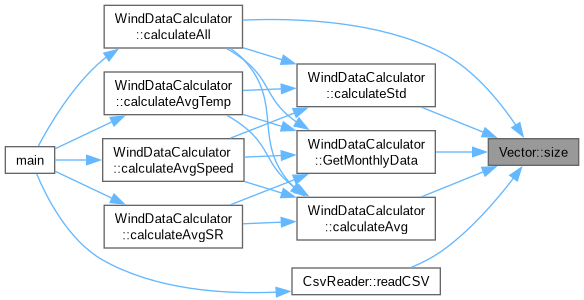 main
WindDataCalculator
::calculateAll
WindDataCalculator
::calculateAvgTemp
WindDataCalculator
::calculateAvgSpeed
WindDataCalculator
::calculateAvgSR
WindDataCalculator
::calculateStd
WindDataCalculator
::GetMonthlyData
WindDataCalculator
::calculateAvg
CsvReader::readCSV
Vector::size